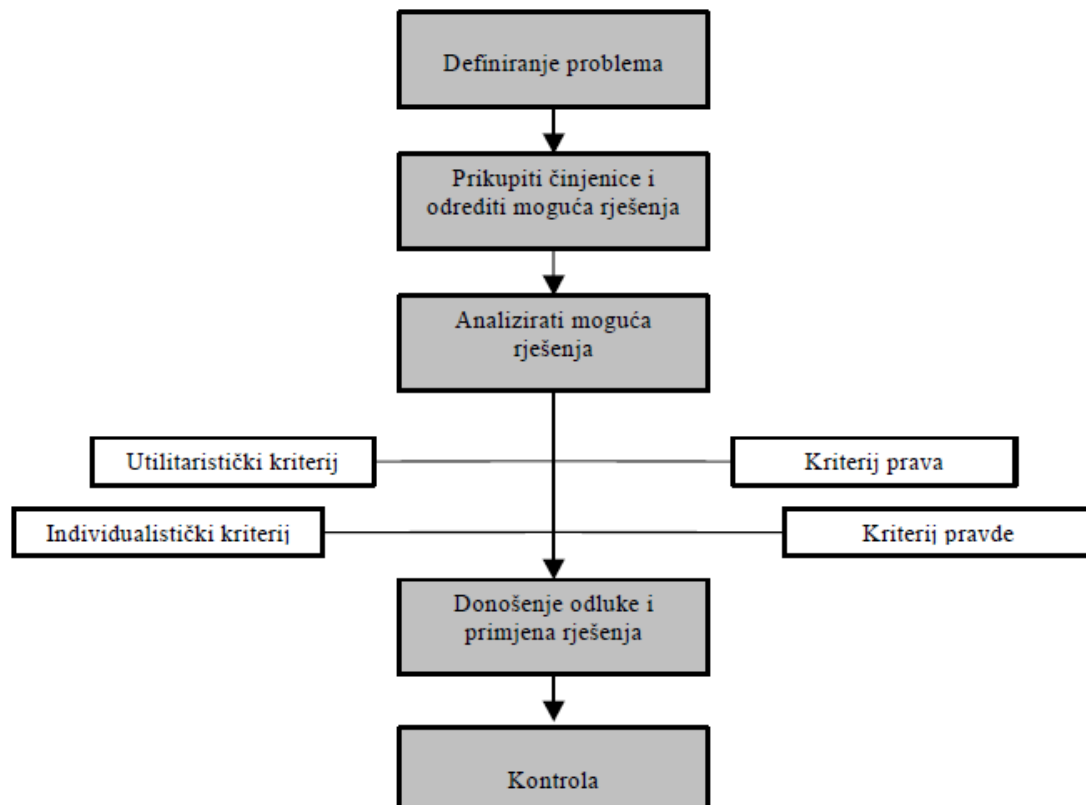 Definiranje problema
Prikupiti činjenice i
odrediti moguća rješenja
Analizirati moguća
rješenja
Utilitaristički kriterij
Kriterij prava
Individualistički kriterij
Kriterij pravde
Donošenje odluke i
primjena rješenja
Kontrola